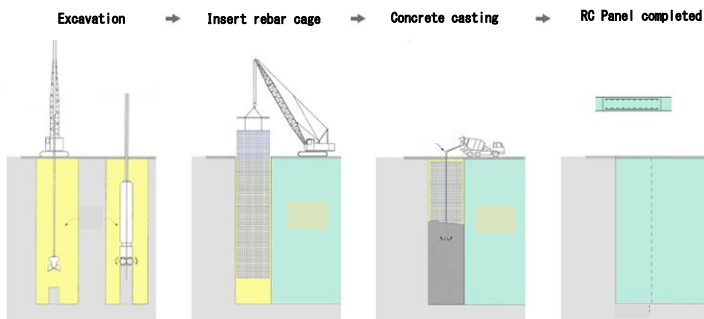 Excavation
Insert rebar cage
Concrete casting
RC Panel completed